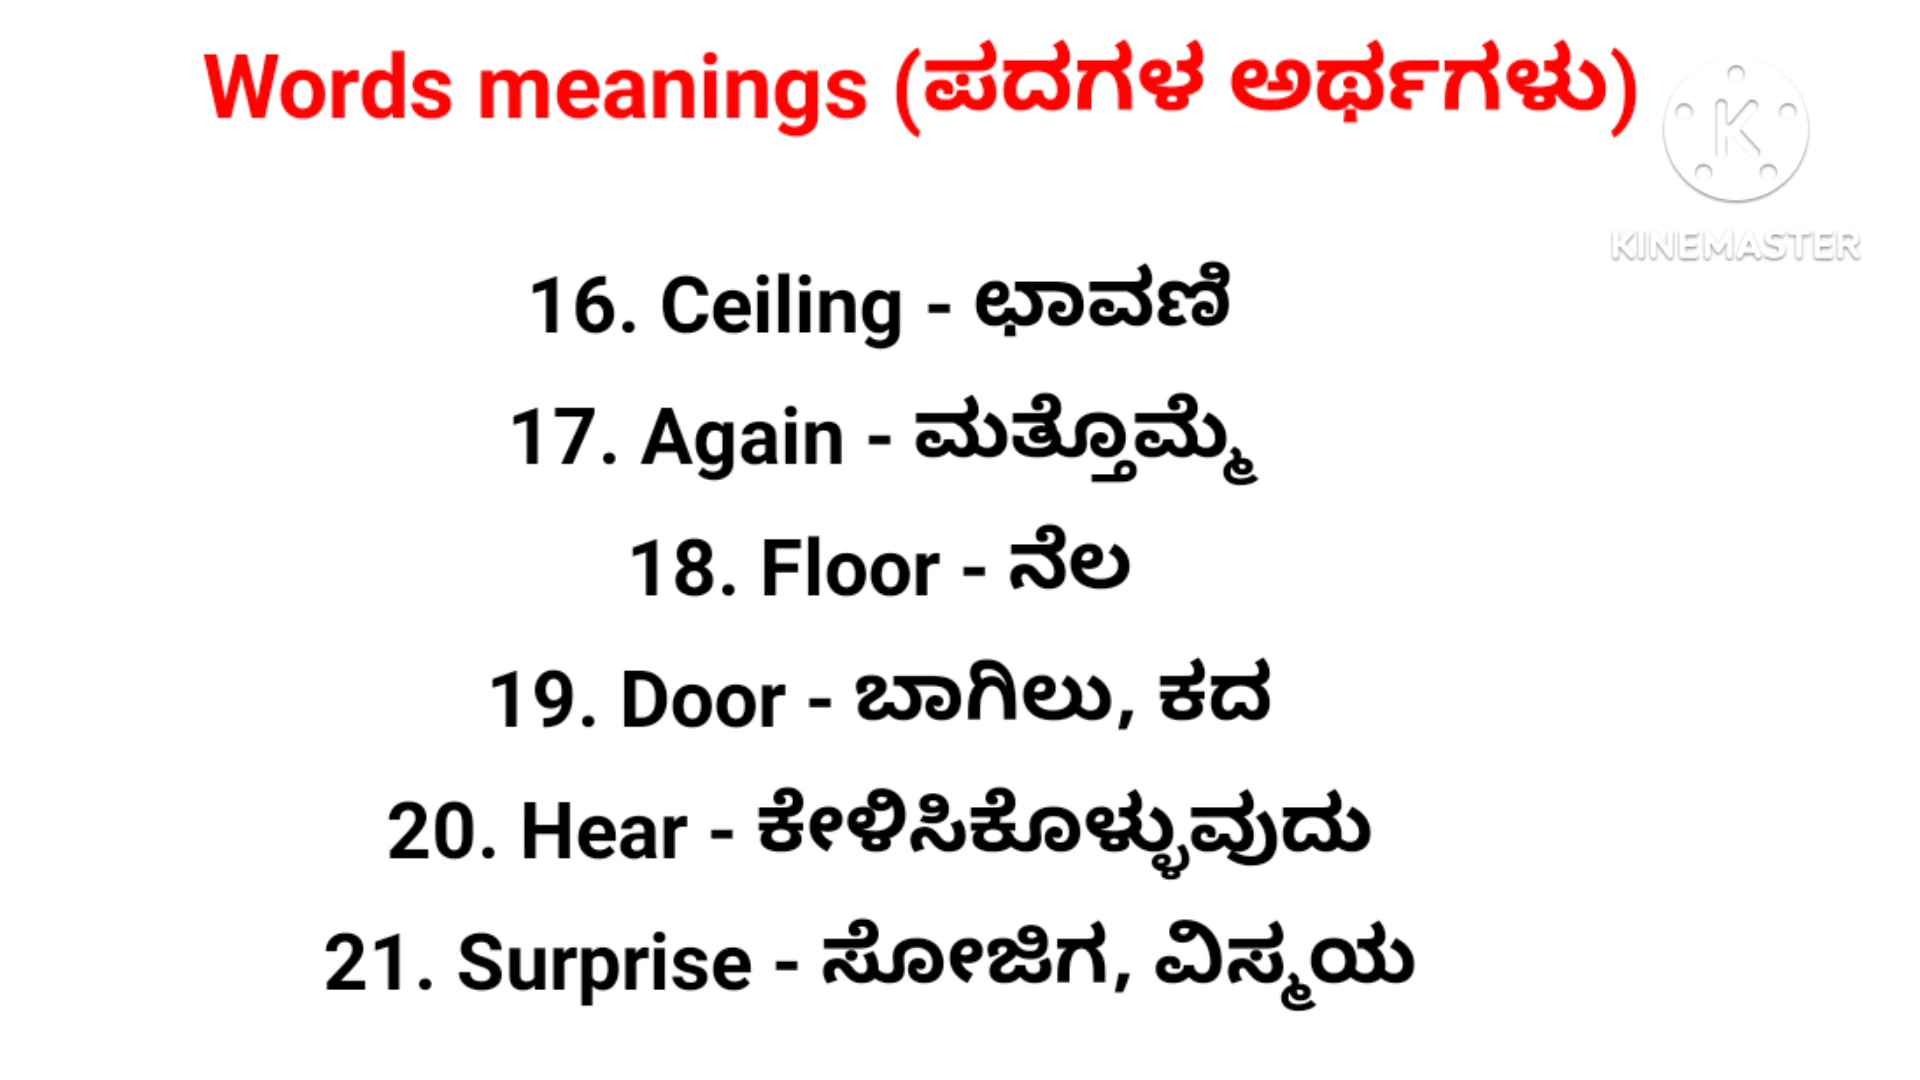 Words meanings (ಪದಗಳ ಅರ್ಥಗಳು)
K
KINEMASTER
16. Ceiling - ಛಾವಣಿ
17. Again - ಮತ್ತೊಮ್ಮೆ
18. Floor - ನೆಲ
19. Door - ಬಾಗಿಲು, ಕದ
20. Hear - ಕೇಳಿಸಿಕೊಳ್ಳುವುದು
21. Surprise - ಸೋಜಿಗ, ವಿಸ್ಮಯ